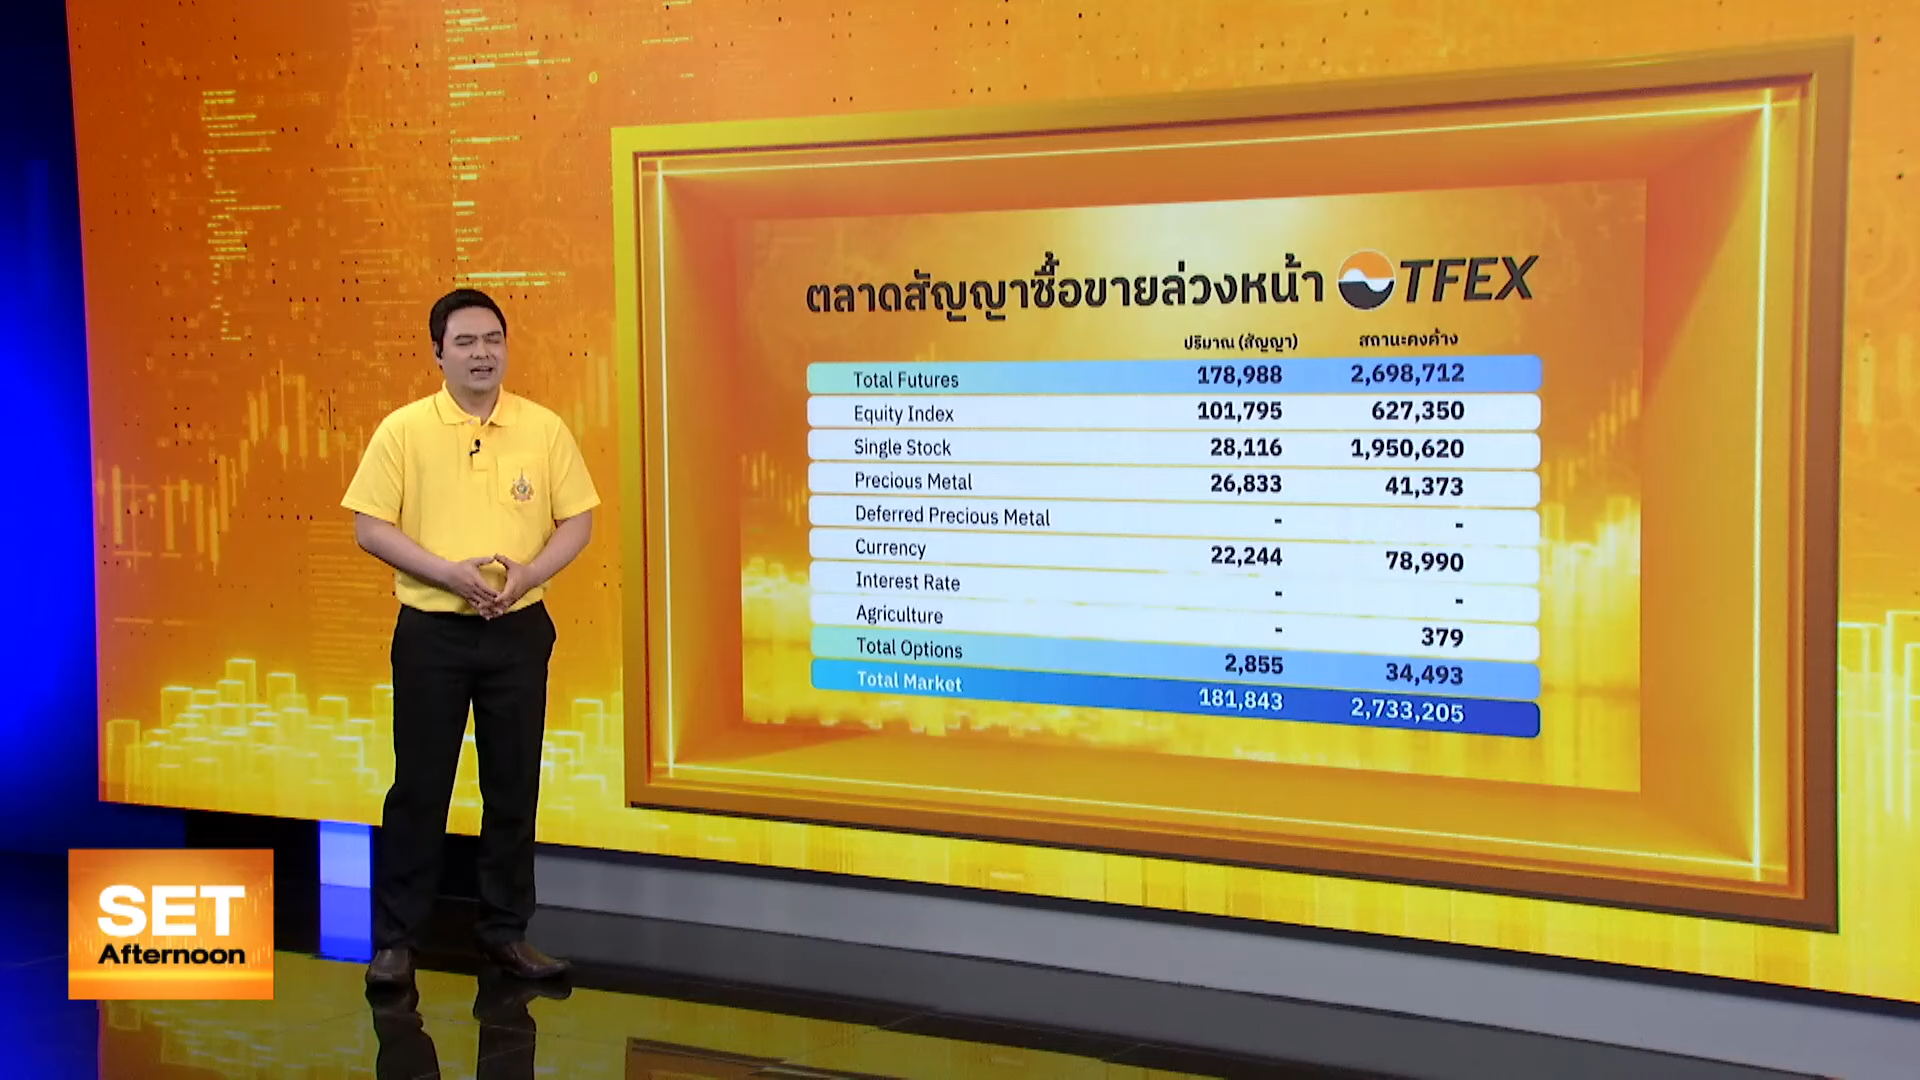 ตลาดสัญญาซื้อขายล่วงหน้า TFEX
ปริมาณ (สัญญา) สถานะคงค้าง
Total Futures 178,988 2,698,712
Equity Index 101,795 627,350
Single Stock 28,116 1,950,620
Precious Metal 26,833 41,373
Deferred Precious Metal - -
Currency 22,244 78,990
Interest Rate - -
Agriculture - 379
Total Options 2,855 34,493
Total Market 181,843 2,733,205
SET
Afternoon